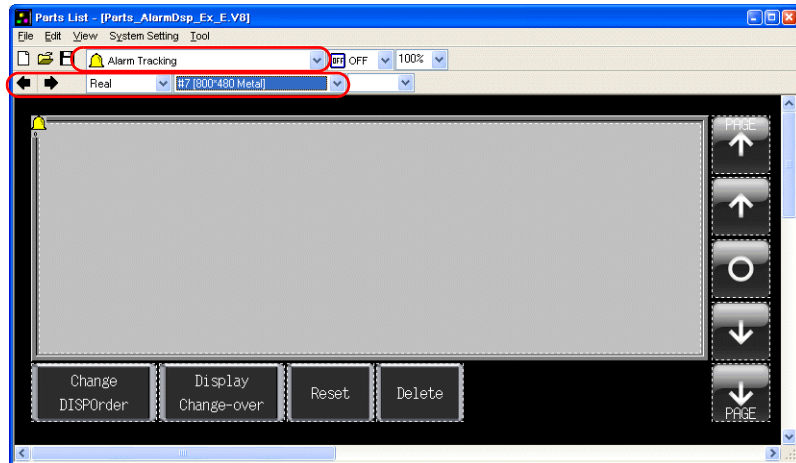 Parts List - [Parts_AlarmDsp_Ex_E.V8]
File Edit View System Setting Tool
Alarm Tracking OFF OFF 100%
Real #7 [800*480 Metal]
PAGE
Change
DISPOrder
Display
Change-over
Reset
Delete
PAGE